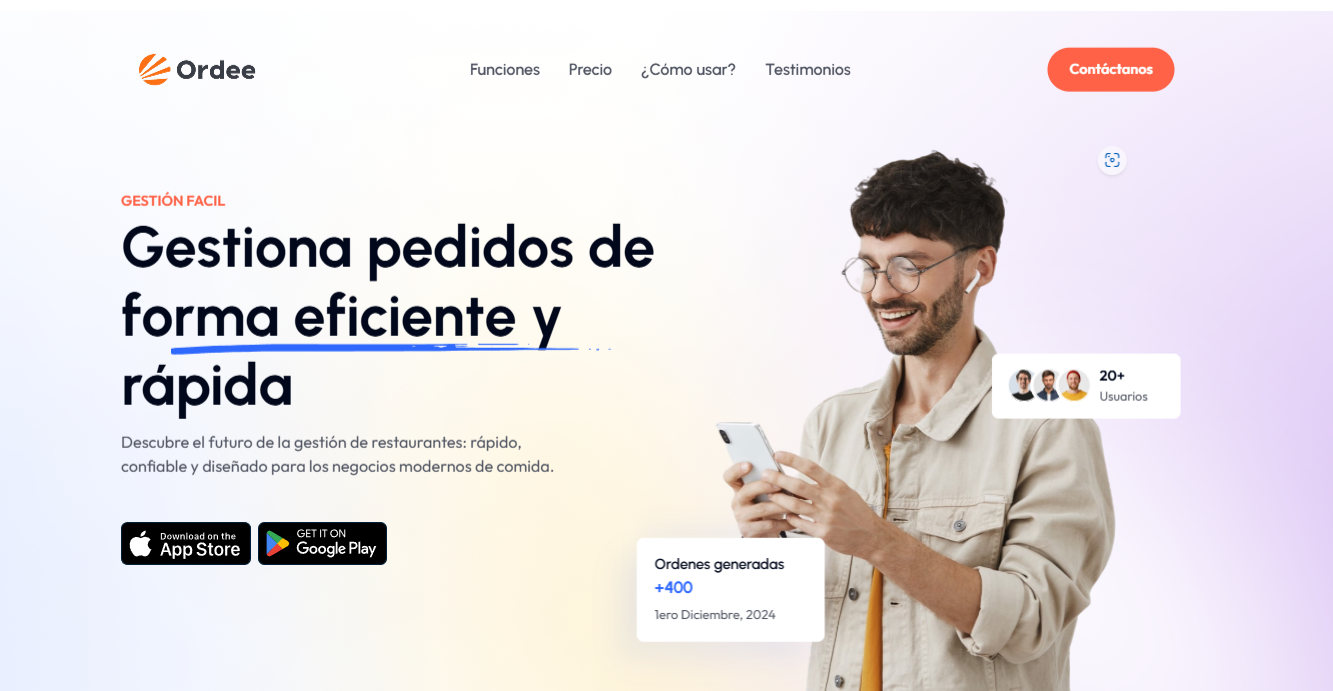 Ordee
Funciones
Precio
¿Cómo usar?
Testimonios
Contáctanos
GESTIÓN FACIL
Gestiona pedidos de
forma eficiente y
rápida
Descubre el futuro de la gestión de restaurantes: rápido,
confiable y diseñado para los negocios modernos de comida.
Download on the
App Store
GET IT ON
Google Play
20+
Usuarios
Ordenes generadas
+400
1ero Diciembre, 2024